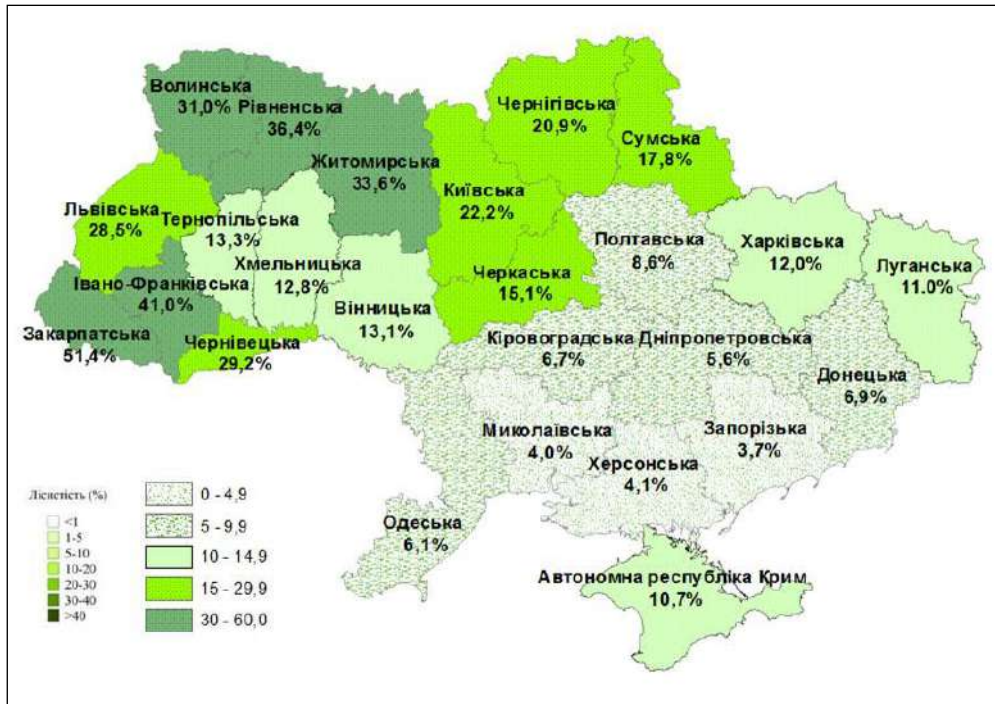 Волинська
31,0%
Рівненська
36,4%
Житомирська
33,6%
Чернігівська
20,9%
Сумська
17,8%
Київська
22,2%
Львівська
28,5%
Тернопільська
13,3%
Хмельницька
12,8%
Черкаська
15,1%
Полтавська
8,6%
Харківська
12,0%
Луганська
11.0%
Івано-Франківська
41,0%
Вінницька
13,1%
Закарпатська
51,4%
Чернівецька
29,2%
Кіровоградська
6,7%
Дніпропетровська
5,6%
Донецька
6,9%
Миколаївська
4,0%
Запорізька
3,7%
Херсонська
4,1%
Одеська
6,1%
Автономна республіка Крим
10,7%
Лісистість (%)
<1
1-5
5-10
10-20
20-30
30-40
>40
0 - 4,9
5 - 9,9
10 - 14,9
15 - 29,9
30 - 60,0